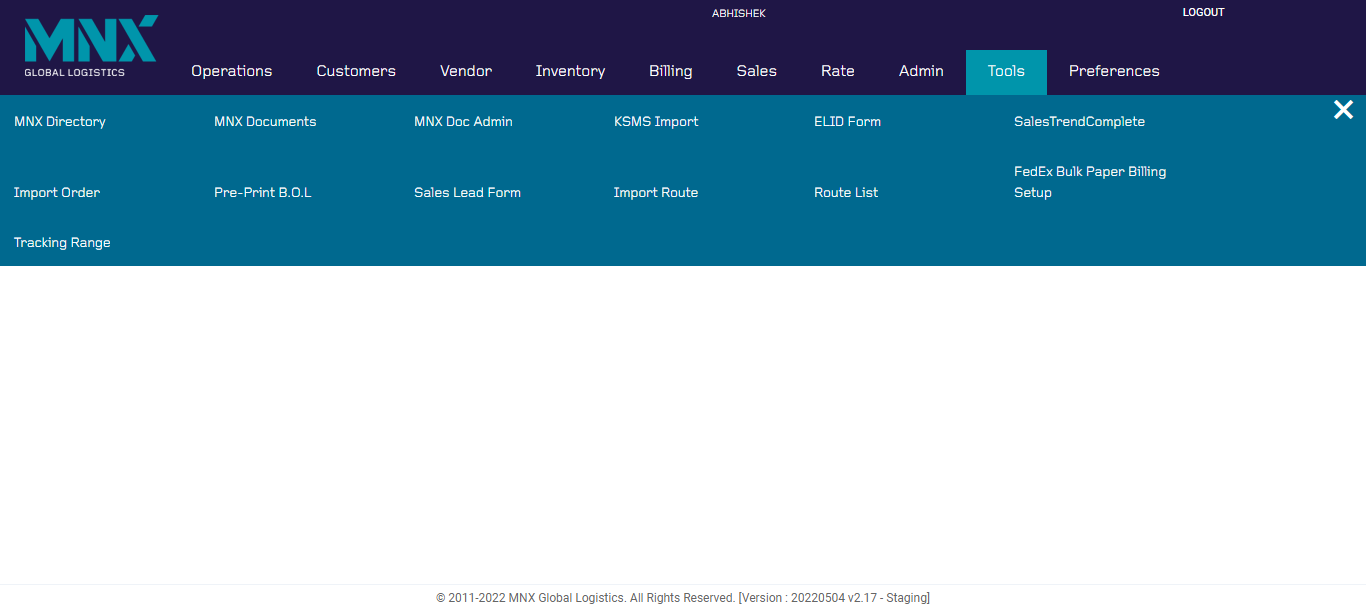 ABHISHEK
LOGOUT
MNX
GLOBAL LOGISTICS
Operations
Customers
Vendor
Inventory
Billing
Sales
Rate
Admin
Tools
Preferences
MNX Directory
MNX Documents
MNX Doc Admin
KSMS Import
ELID Form
SalesTrendComplete
Import Order
Pre-Print B.O.L
Sales Lead Form
Import Route
Route List
FedEx Bulk Paper Billing
Setup
Tracking Range
© 2011-2022 MNX Global Logistics. All Rights Reserved. [Version : 20220504 v2.17 - Staging]